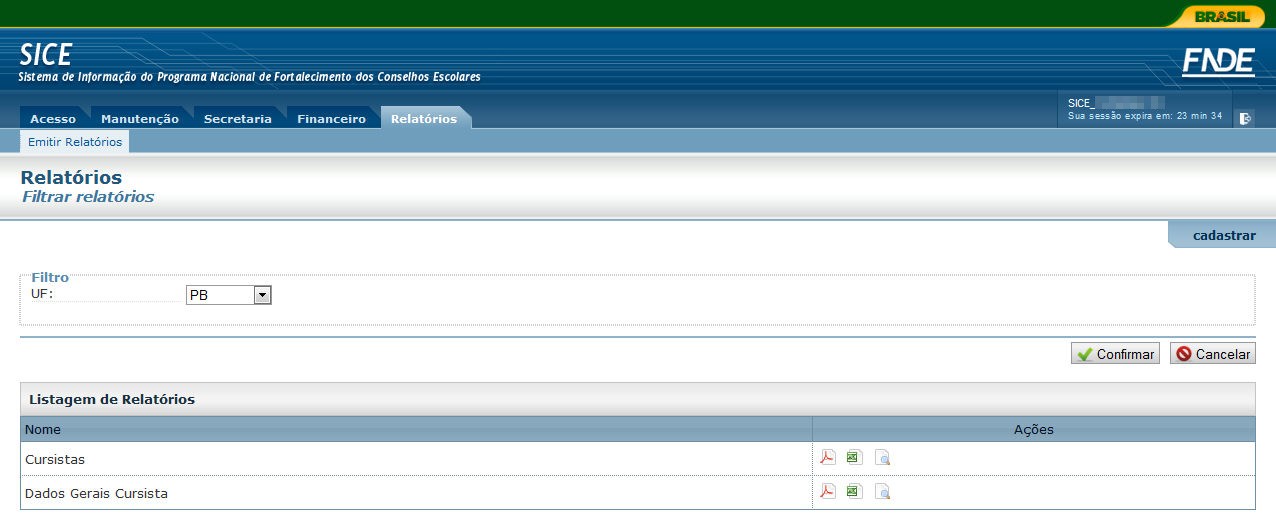 BRASIL
SICE
Sistema de Informação do Programa Nacional de Fortalecimento dos Conselhos Escolares
FNDE
Acesso Manutenção Secretaria Financeiro Relatórios
SICE_
Sua sessão expira em: 23 min 34
Emitir Relatórios
Relatórios
Filtrar relatórios
cadastrar
Filtro
UF: PB
Confirmar Cancelar
Listagem de Relatórios
Nome Ações
Cursistas
Dados Gerais Cursista